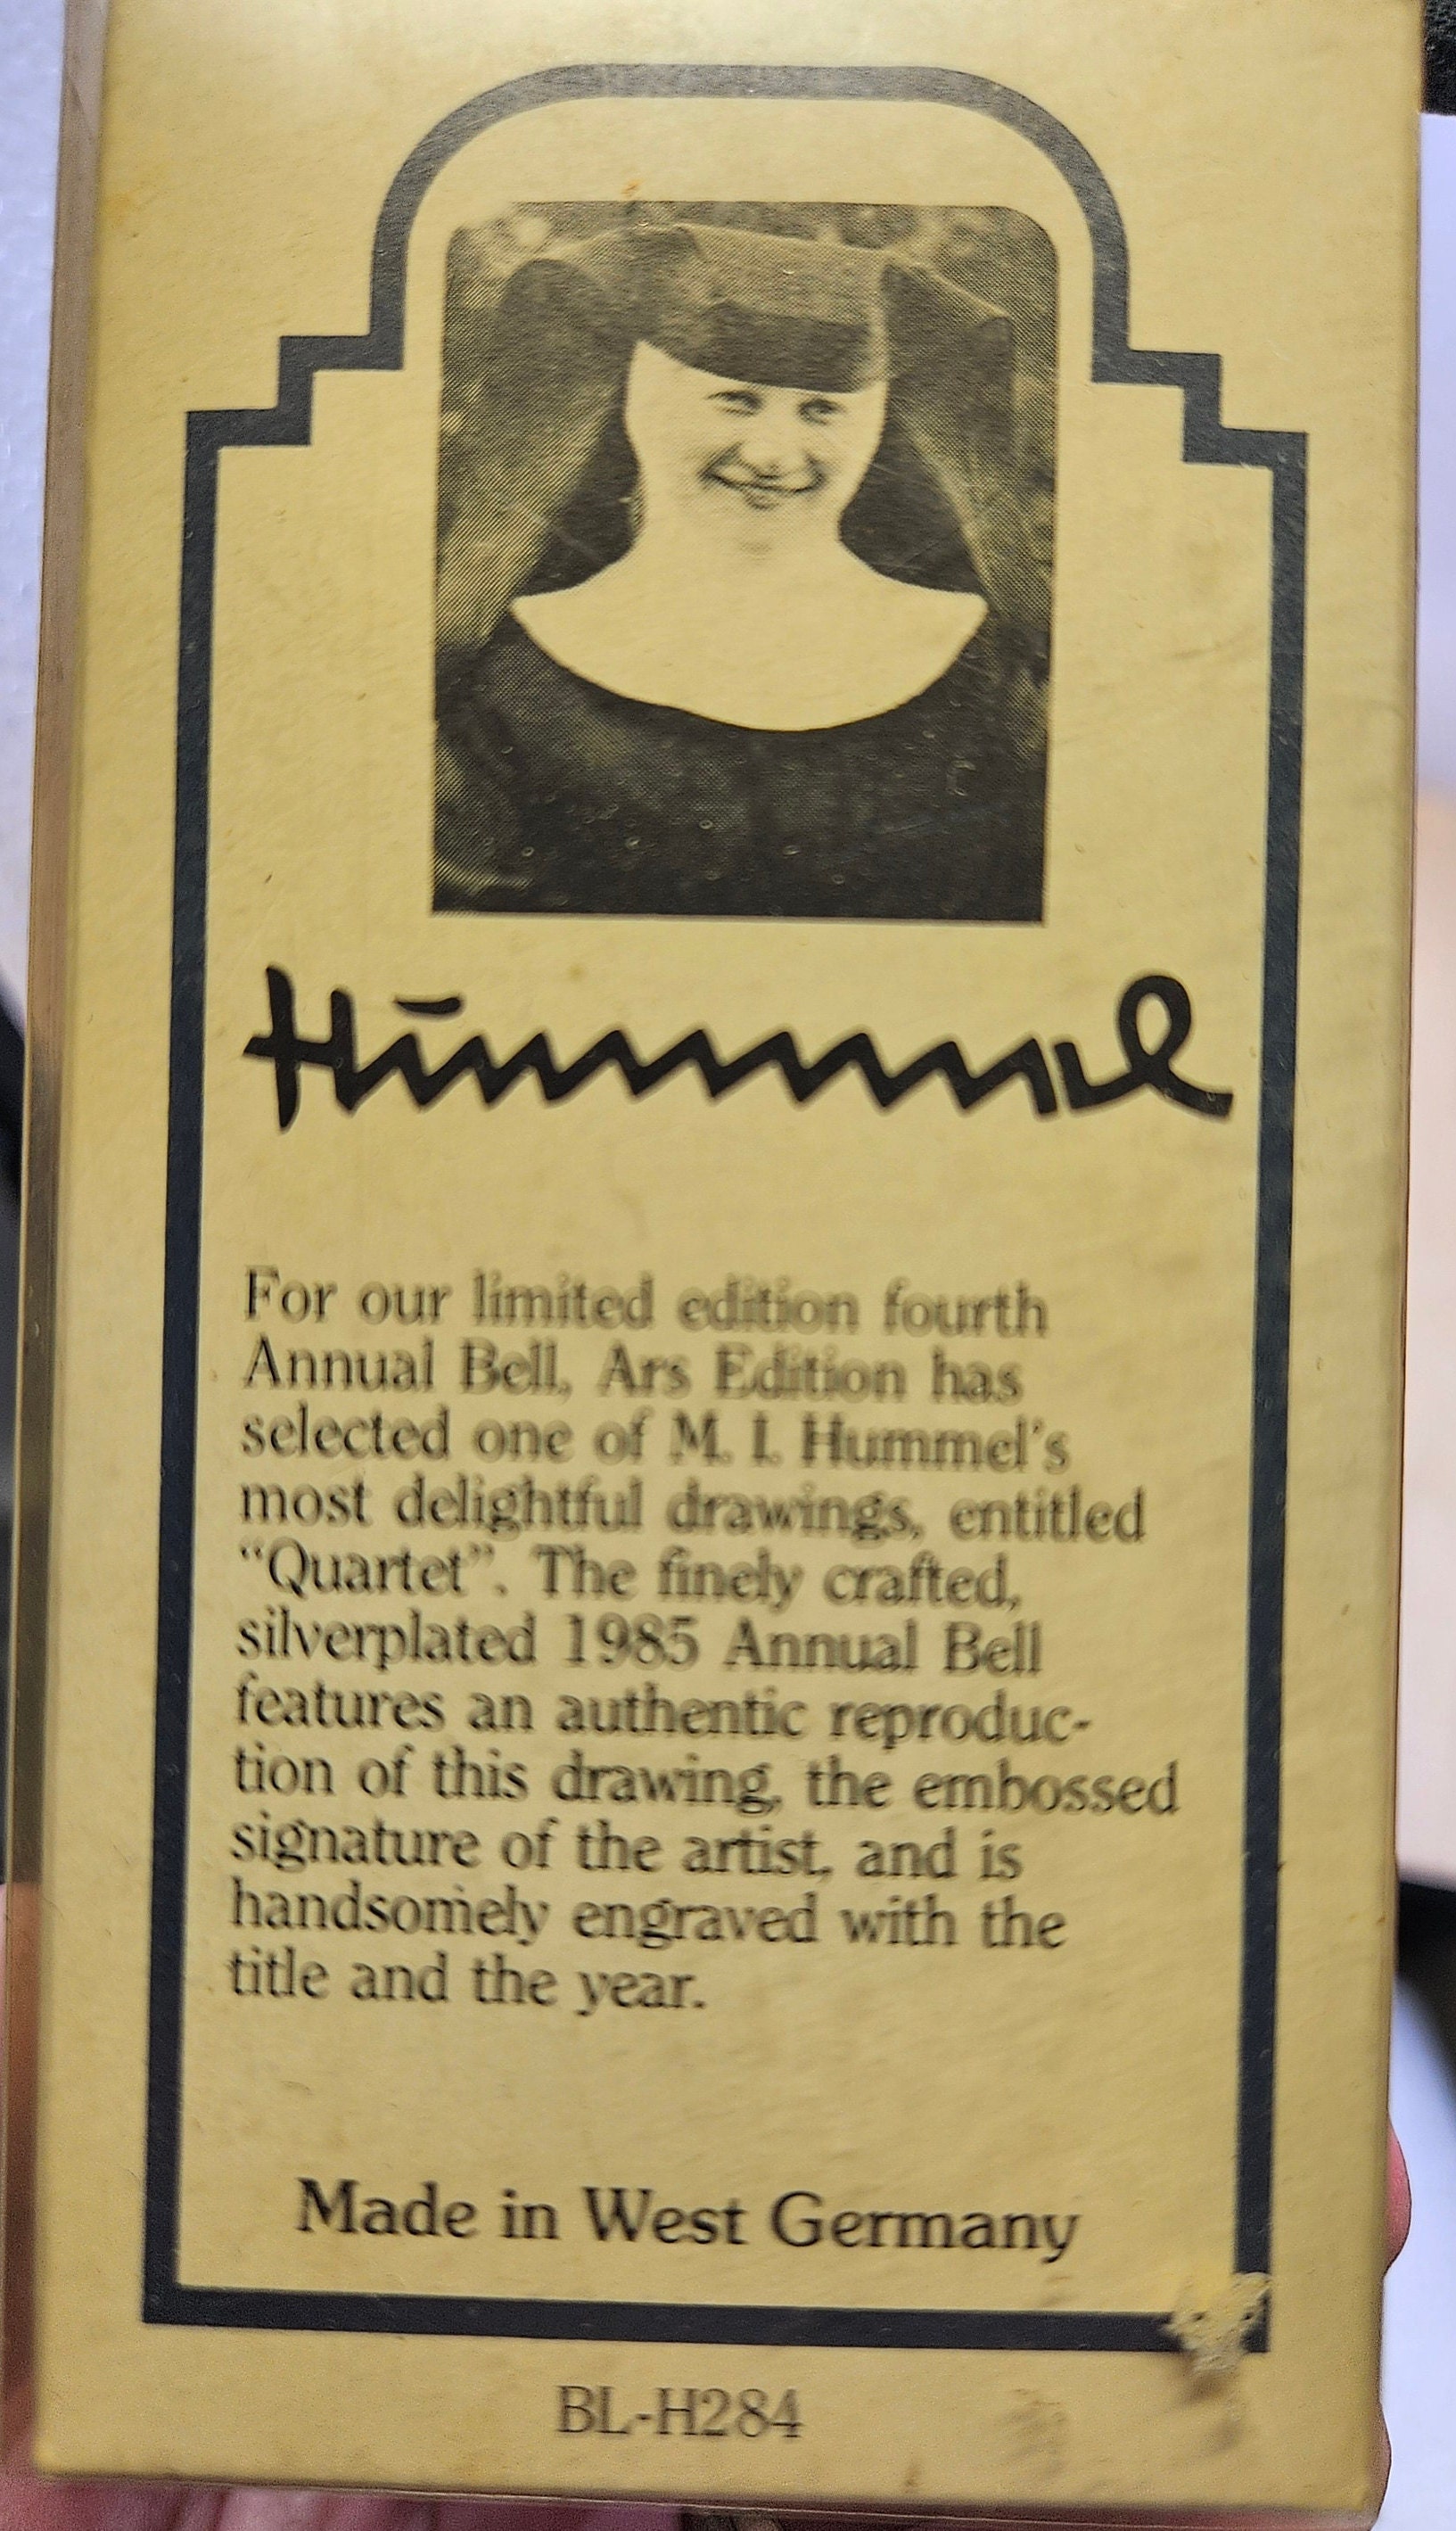 Hummel
For our limited edition fourth
Annual Bell, Ars Edition has
selected one of M. I. Hummel's
most delightful drawings, entitled
“Quartet”. The finely crafted,
silverplated 1985 Annual Bell
features an authentic reproduc-
tion of this drawing, the embossed
signature of the artist, and is
handsomely engraved with the
title and the year.
Made in West Germany
BL-H284